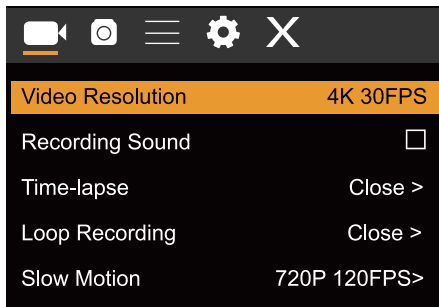 Video Resolution 4K 30FPS
Recording Sound
Time-lapse Close >
Loop Recording Close >
Slow Motion 720P 120FPS>